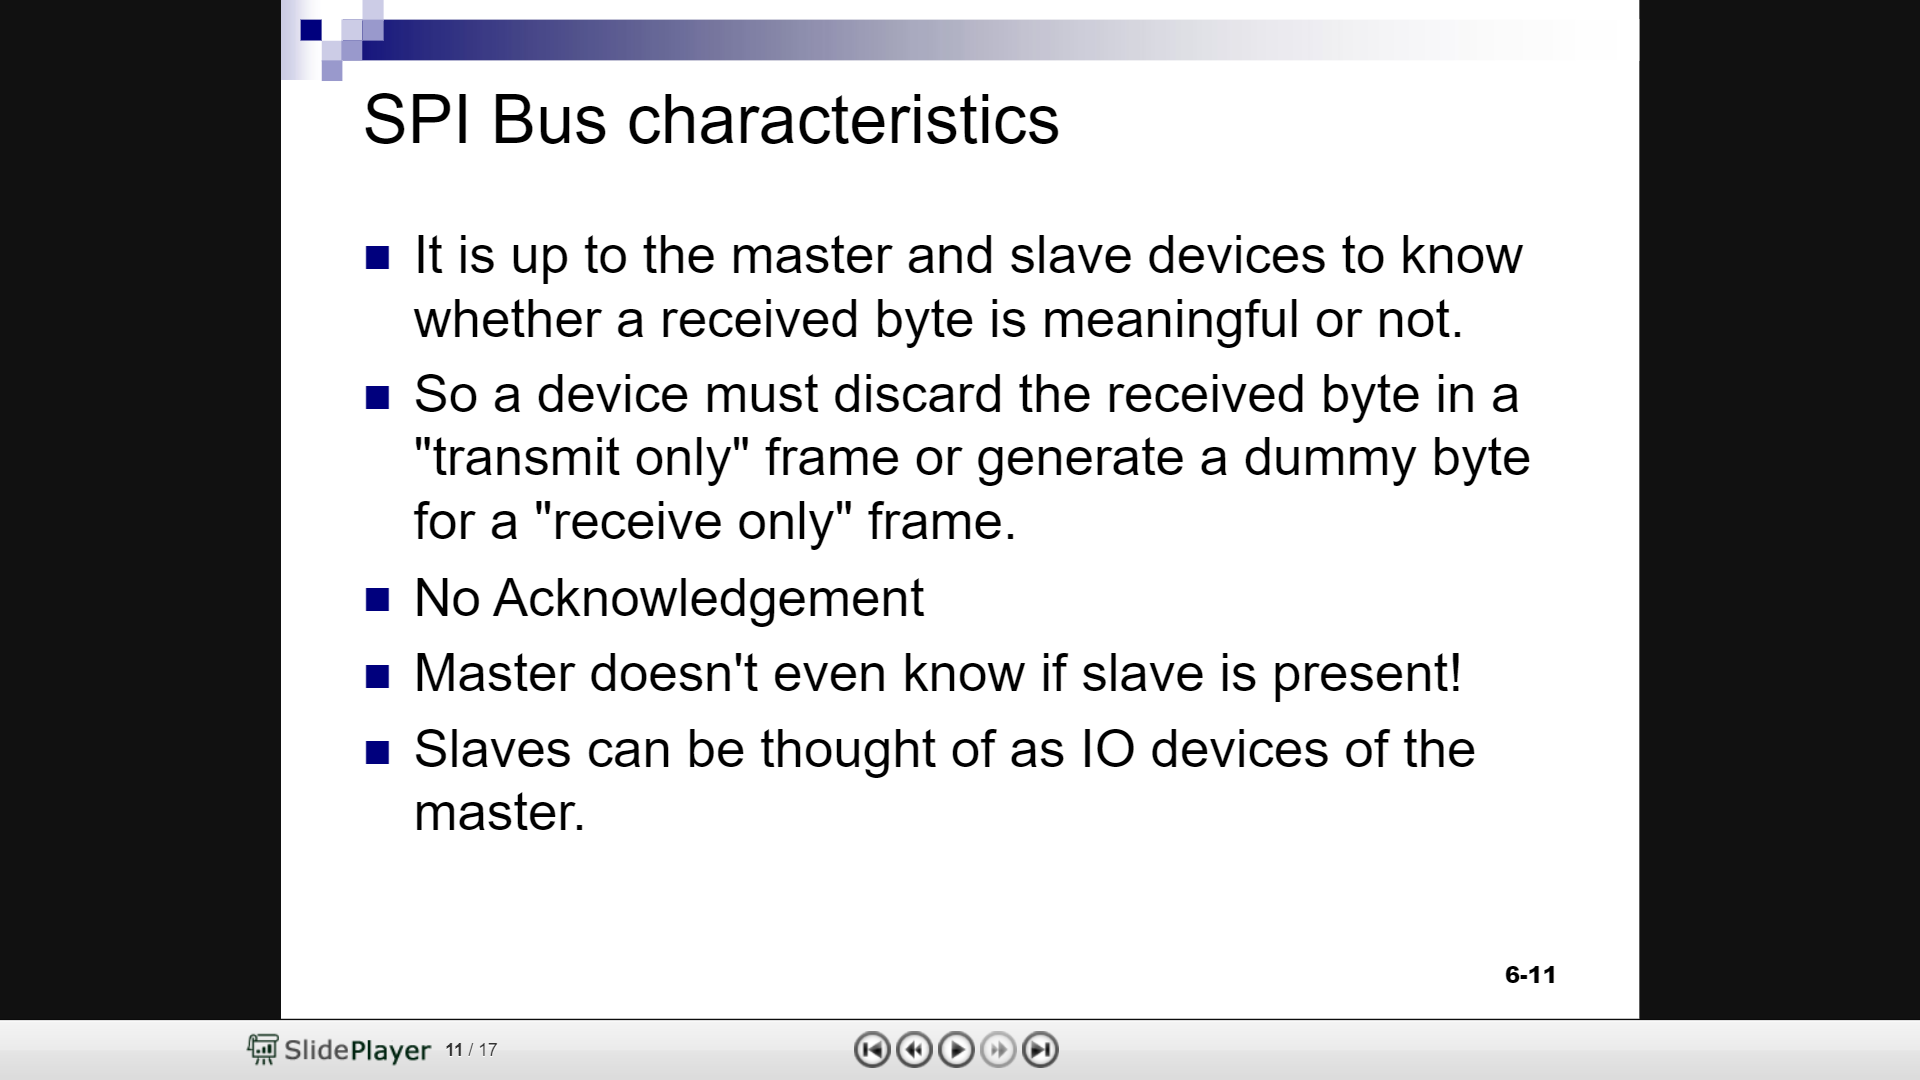 SPI Bus characteristics
It is up to the master and slave devices to know
whether a received byte is meaningful or not.
So a device must discard the received byte in a
"transmit only" frame or generate a dummy byte
for a "receive only" frame.
No Acknowledgement
Master doesn't even know if slave is present!
Slaves can be thought of as IO devices of the
master.
6-11
SlidePlayer 11 / 17